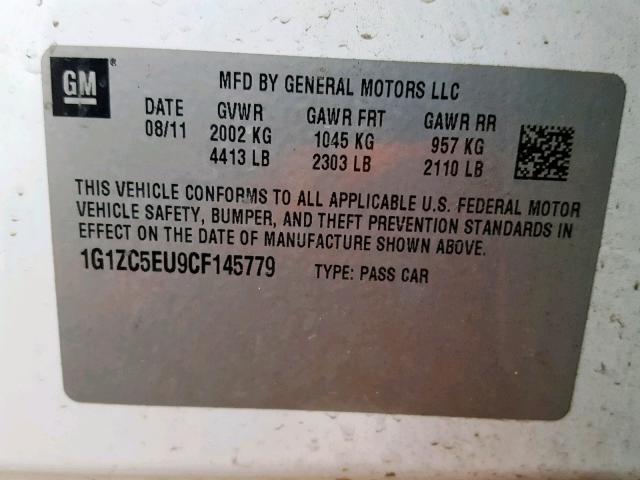 GM®
MFD BY GENERAL MOTORS LLC
DATE GVWR GAWR FRT GAWR RR
08/11 2002 KG 1045 KG 957 KG
4413 LB 2303 LB 2110 LB
THIS VEHICLE CONFORMS TO ALL APPLICABLE U.S. FEDERAL MOTOR
VEHICLE SAFETY, BUMPER, AND THEFT PREVENTION STANDARDS IN
EFFECT ON THE DATE OF MANUFACTURE SHOWN ABOVE.
1G1ZC5EU9CF145779 TYPE: PASS CAR